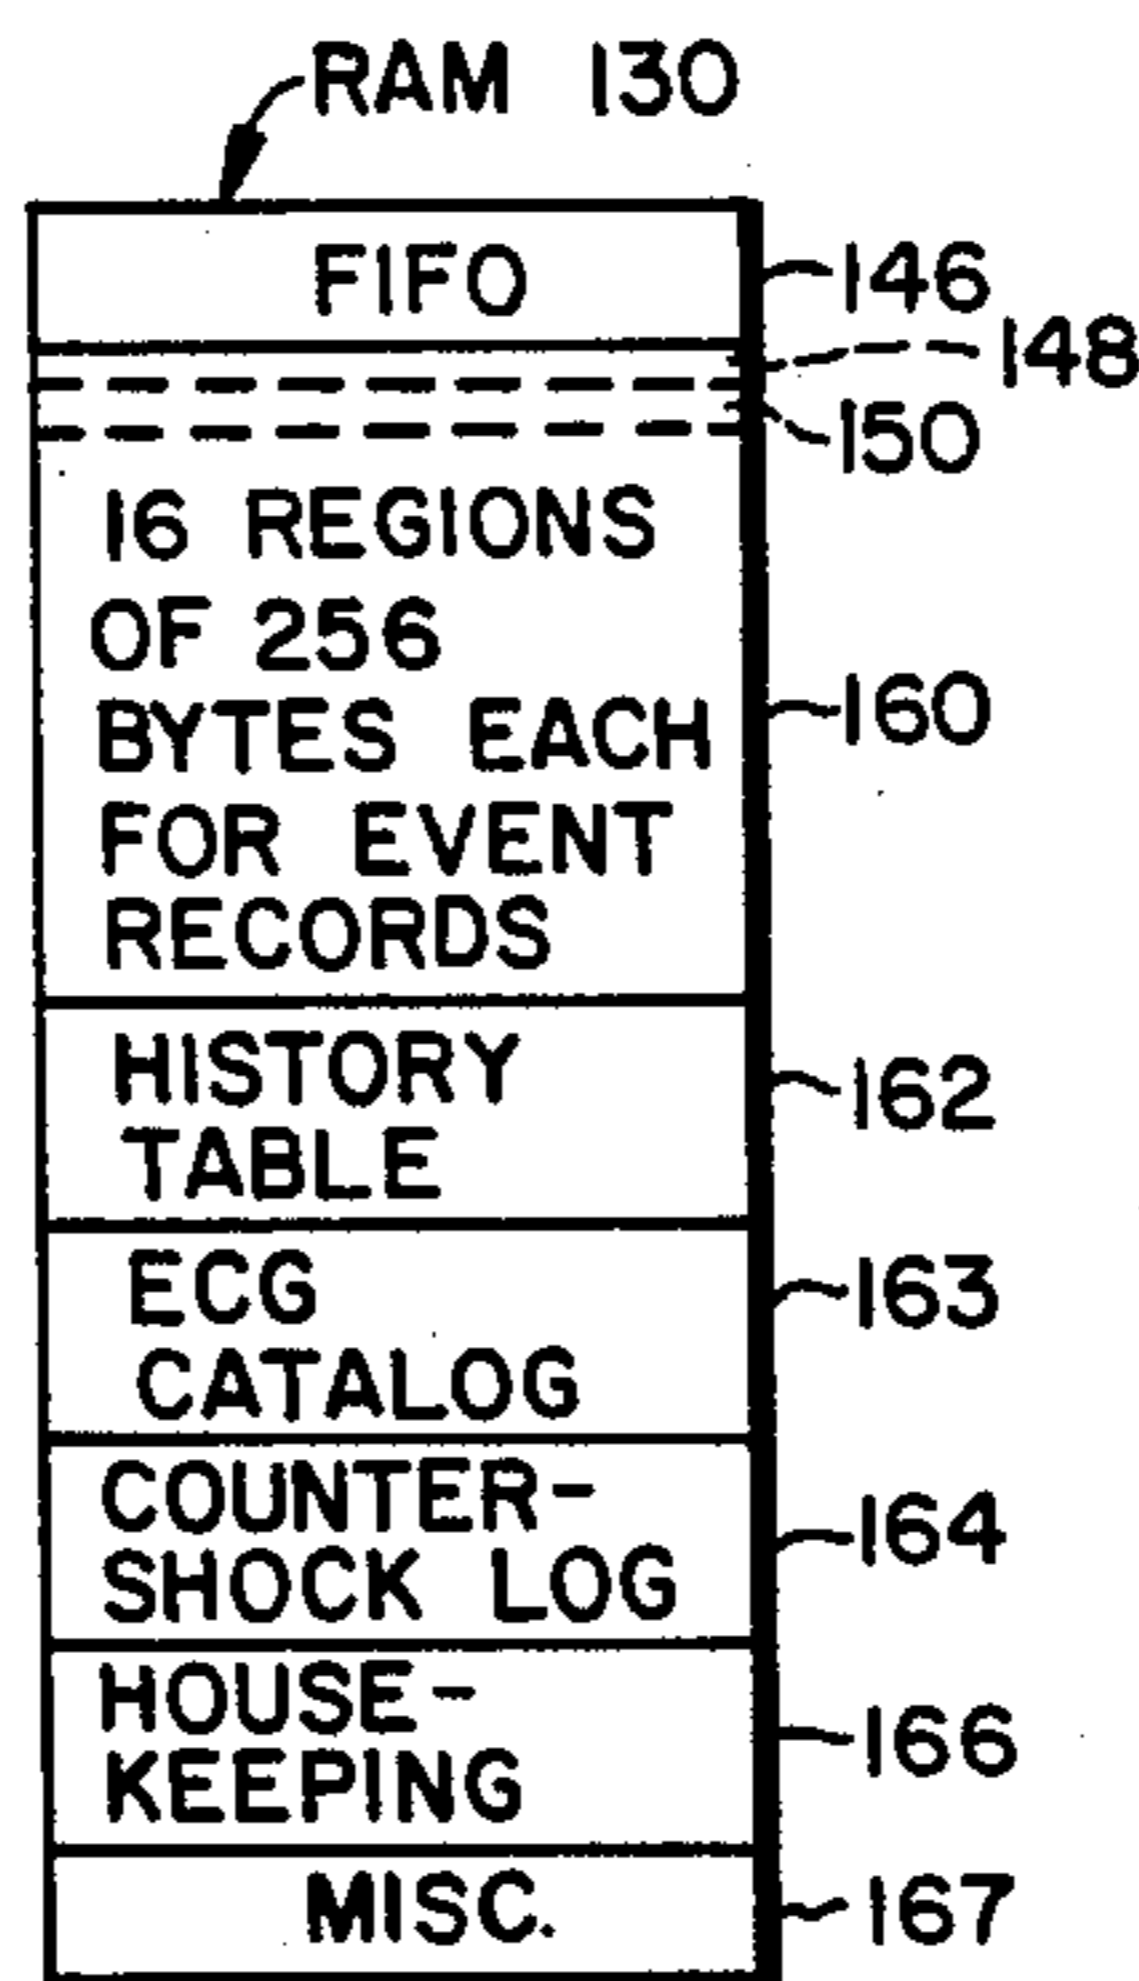 RAM 130
FIFO
146
148
150
16 REGIONS
OF 256
BYTES EACH
FOR EVENT
RECORDS
160
HISTORY
TABLE
162
ECG
CATALOG
163
COUNTER-
SHOCK LOG
164
HOUSE-
KEEPING
166
MISC.
167